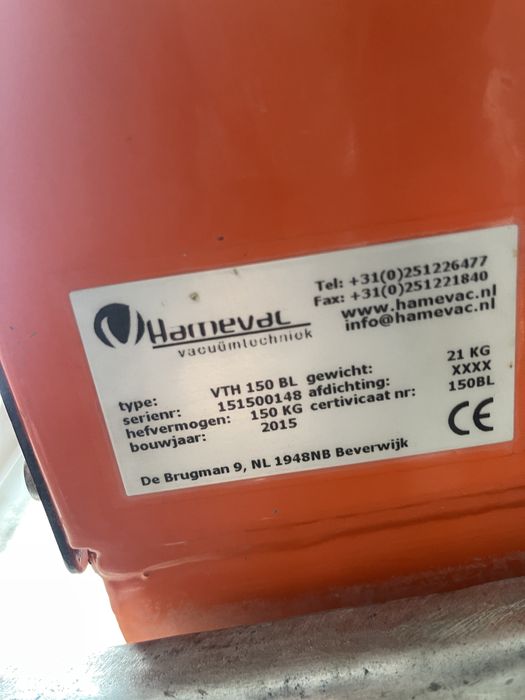 Hamevac
vacuümtechniek
Tel: +31(0)251226477
Fax: +31(0)251221840
www.hamevac.nl
info@hamevac.nl
type: VTH 150 BL gewicht: 21 KG
serienr: 151500148 afdichting: XXXX
hefvermogen: 150 KG certivicaat nr: 150BL
bouwjaar: 2015
CE
De Brugman 9, NL 1948NB Beverwijk